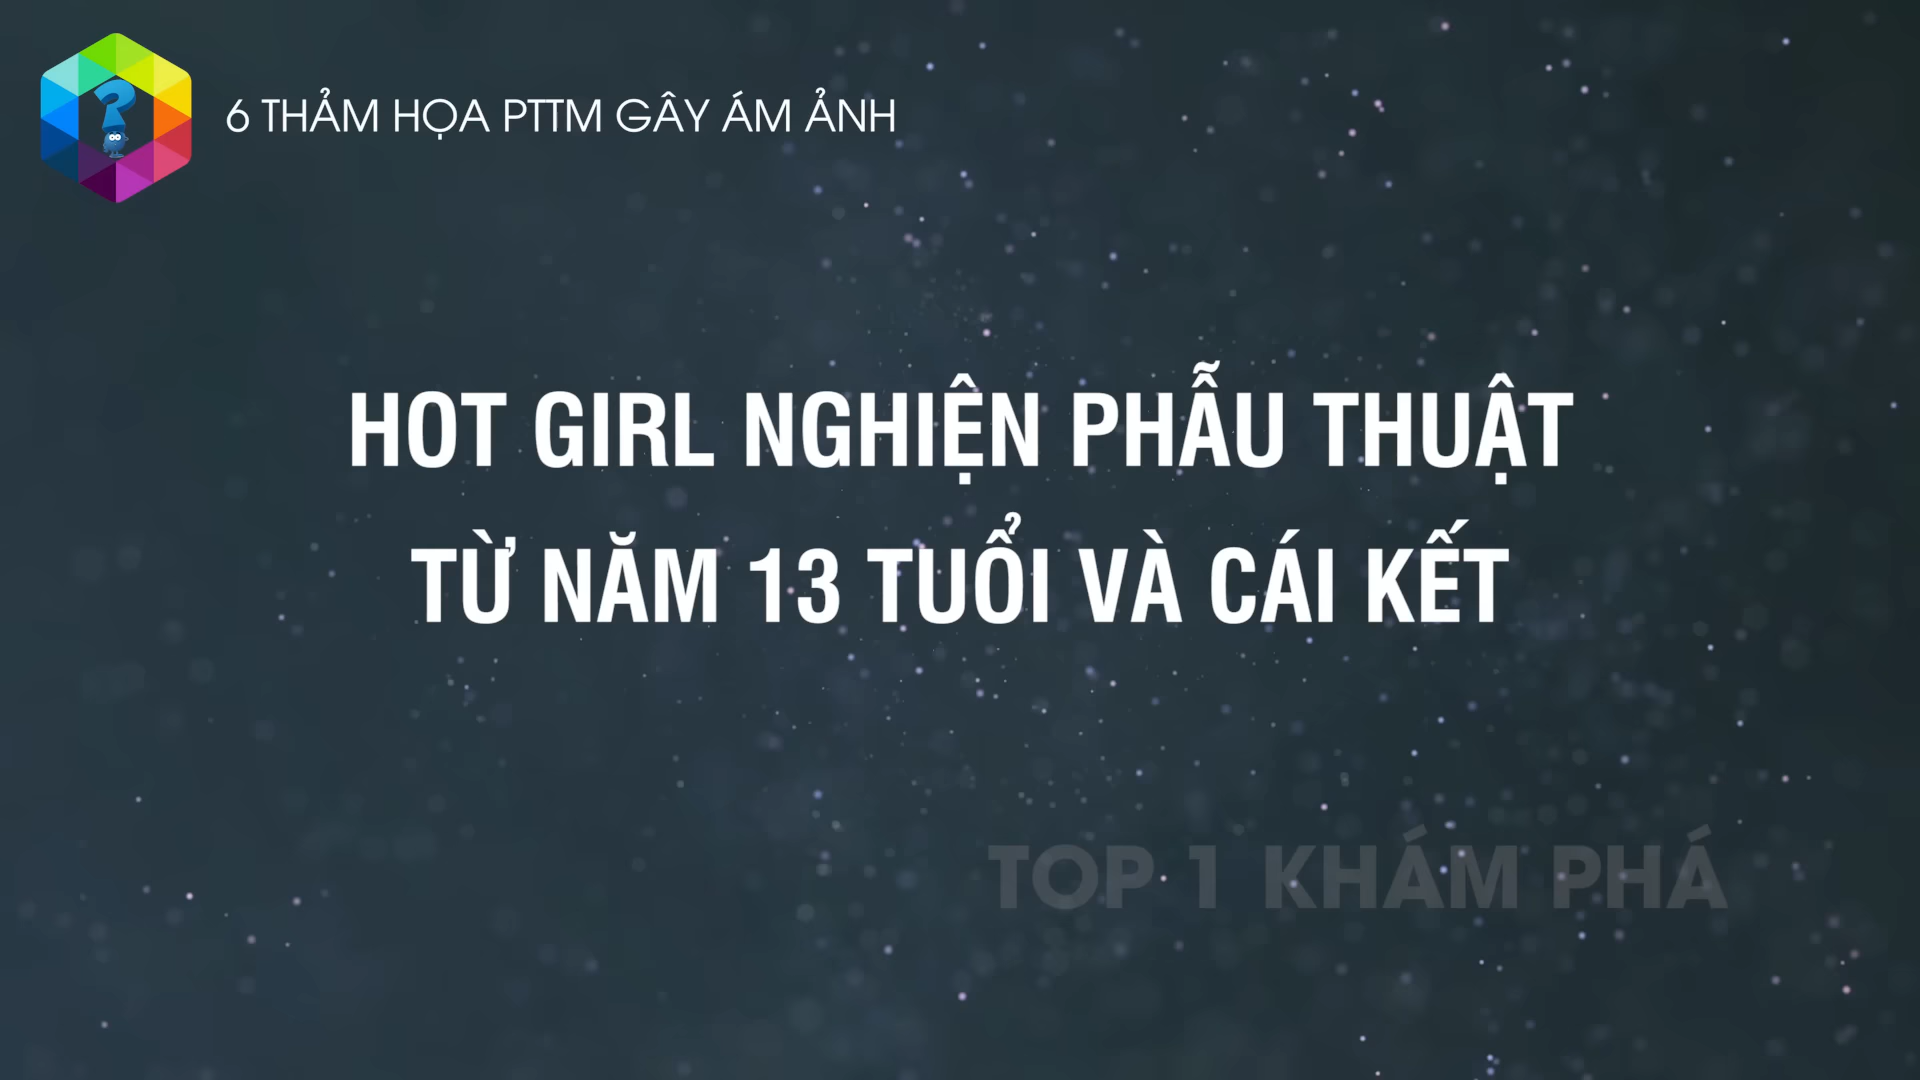 6 THẢM HỌA PTTM GÂY ÁM ẢNH
HOT GIRL NGHIỆN PHẪU THUẬT
TỪ NĂM 13 TUỔI VÀ CÁI KẾT
TOP 1 KHÁM PHÁ